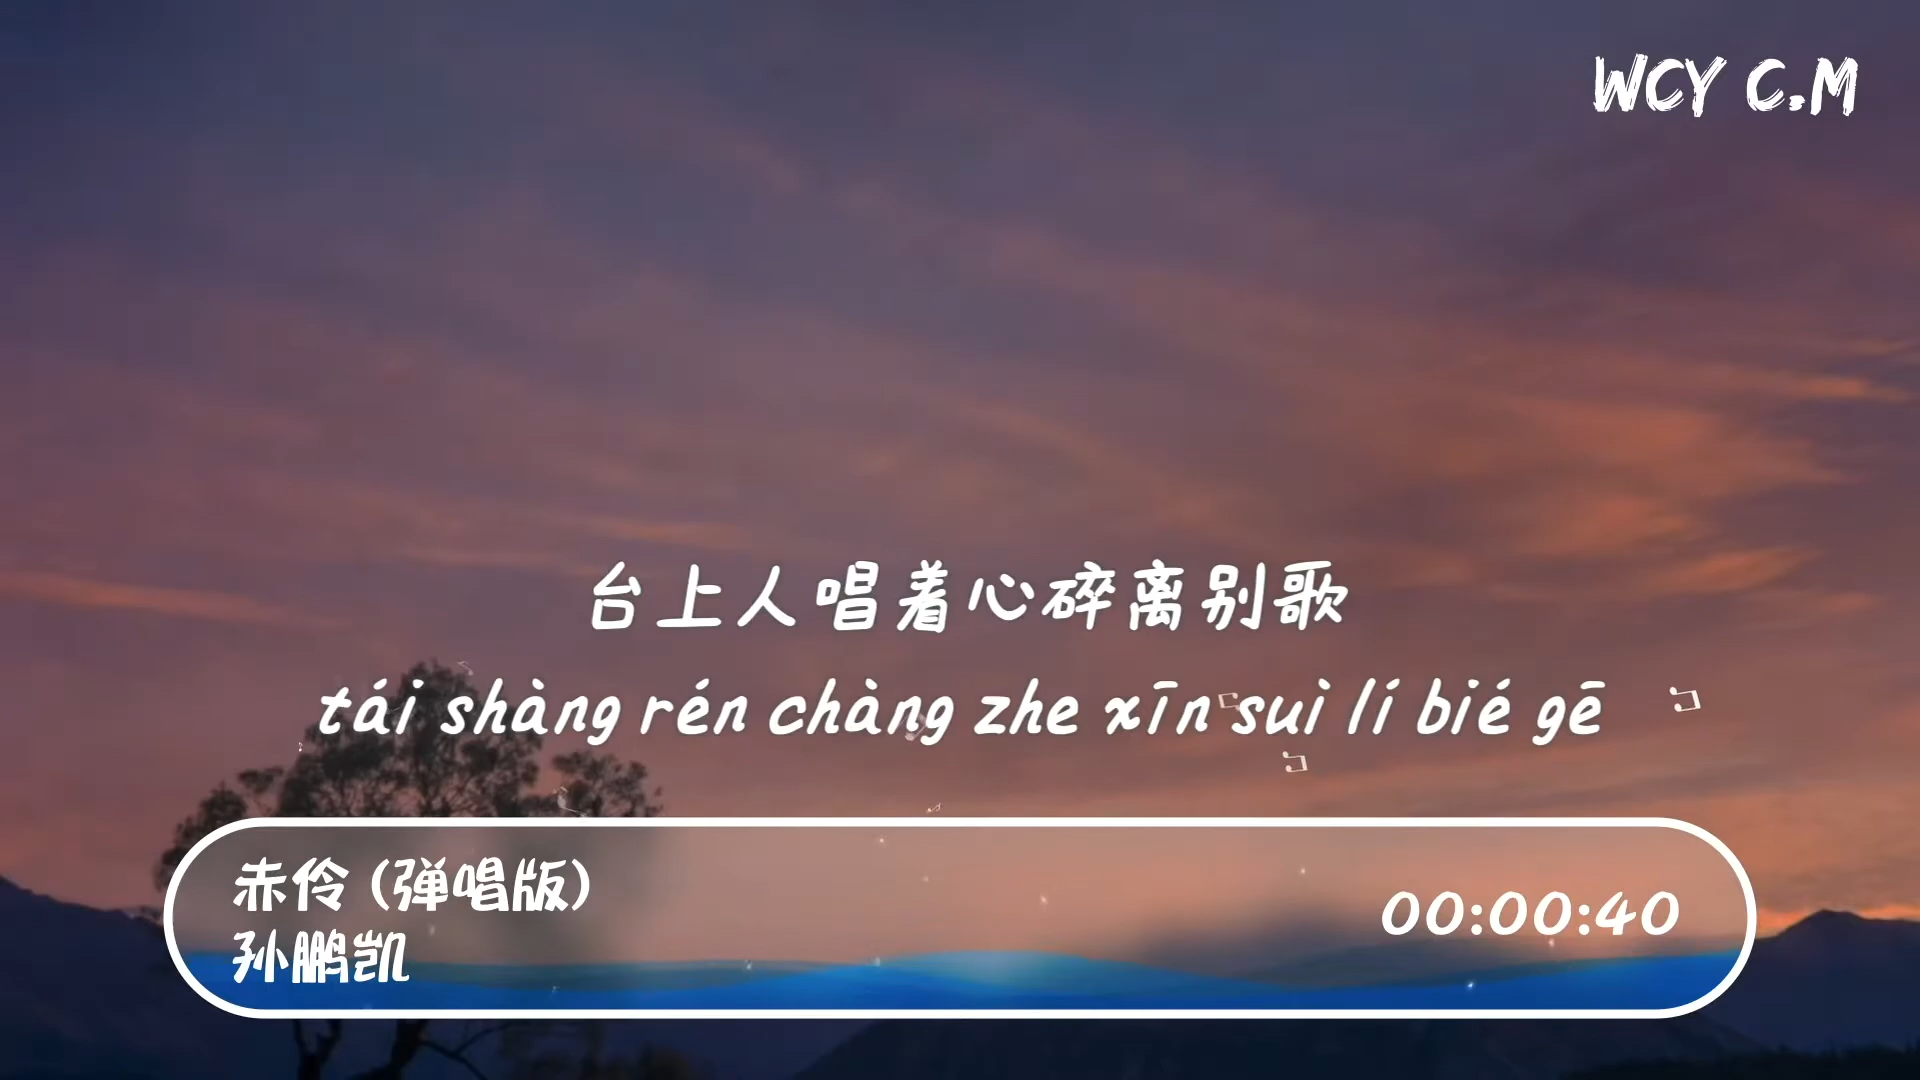 WCY C.M
台上人唱着心碎离别歌
tái shàng rén chàng zhe xīn suì lí bié gē
赤伶 (弹唱版)
孙鹏凯
00:00:40